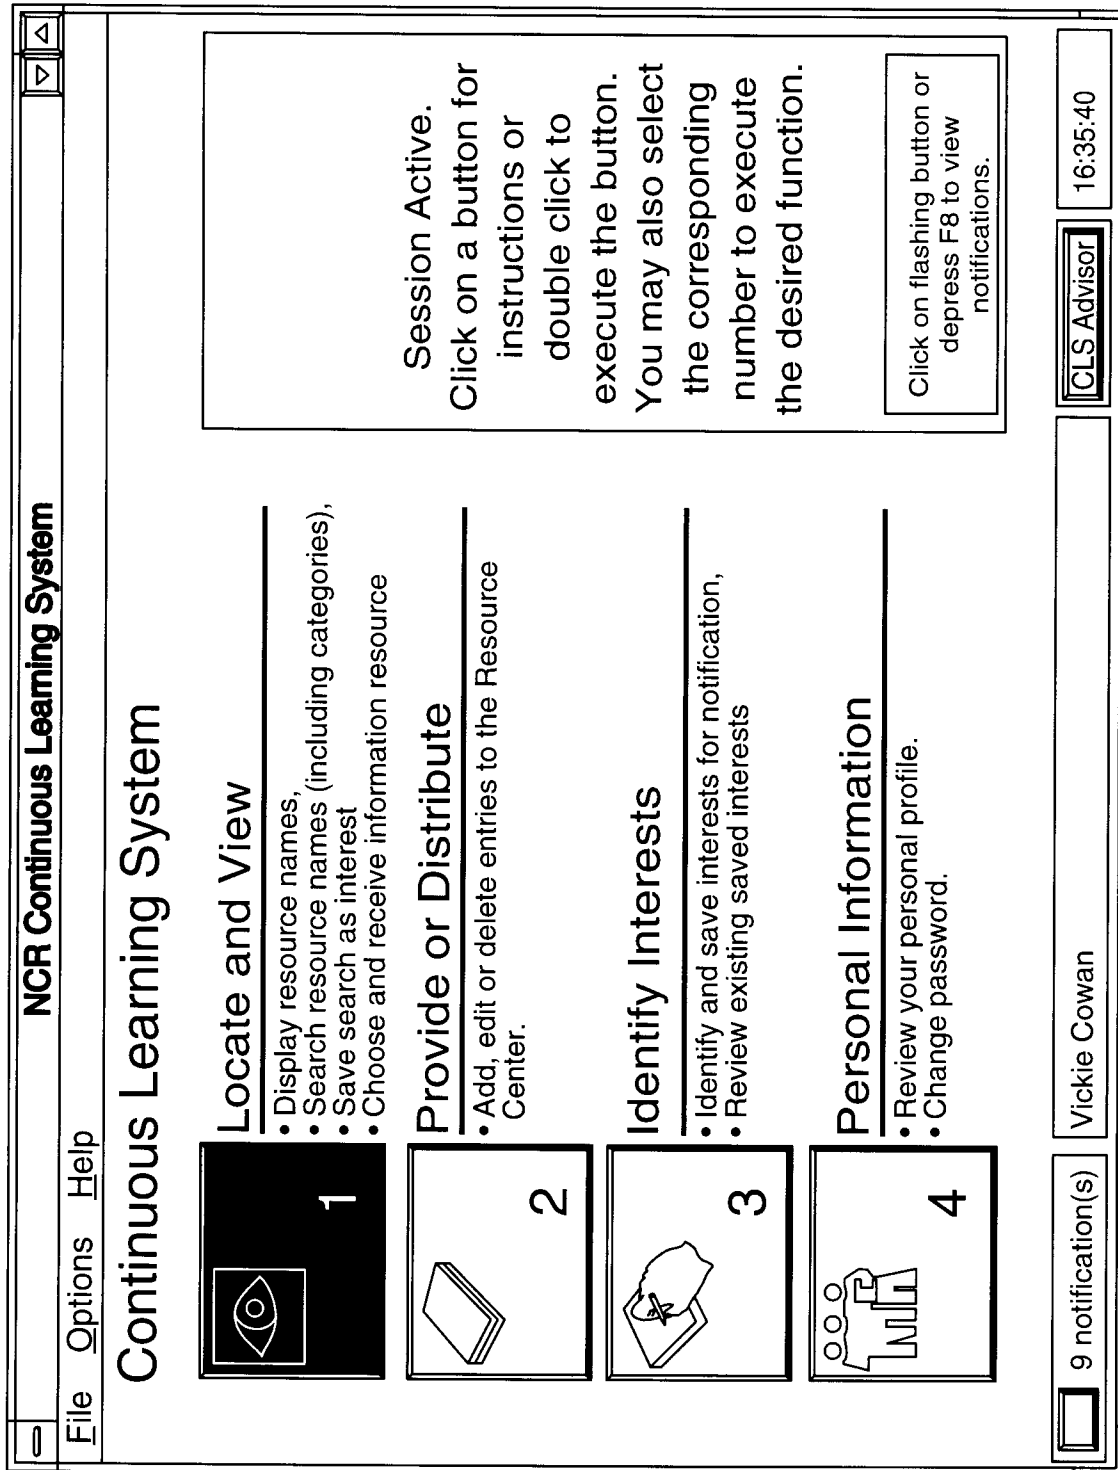 NCR Continuous Learning System
File Options Help
Continuous Learning System
1
Locate and View
• Display resource names,
• Search resource names (including categories),
• Save search as interest
• Choose and receive information resource
2
Provide or Distribute
• Add, edit or delete entries to the Resource
Center.
3
Identify Interests
• Identify and save interests for notification,
• Review existing saved interests
4
Personal Information
• Review your personal profile.
• Change password.
Session Active.
Click on a button for
instructions or
double click to
execute the button.
You may also select
the corresponding
number to execute
the desired function.
Click on flashing button or
depress F8 to view
notifications.
9 notification(s)
Vickie Cowan
CLS Advisor
16:35:40